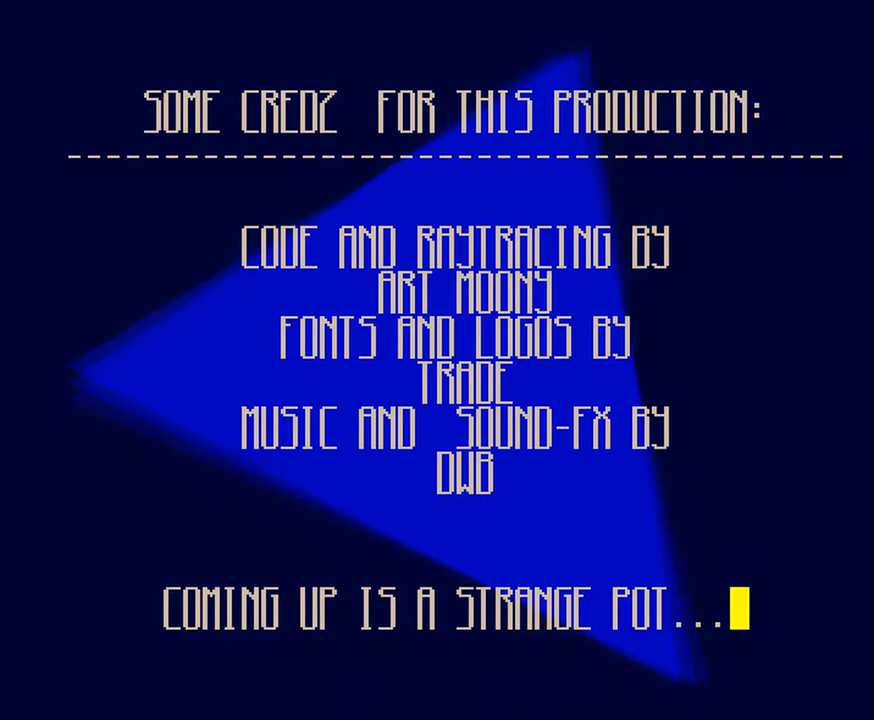 SOME CREDZ  FOR THIS PRODUCTION:
----------------------------------------
CODE AND RAYTRACING BY
ART MOONY
FONTS AND LOGOS BY
TRADE
MUSIC AND  SOUND-FX BY
DWB
COMING UP IS A STRANGE POT...